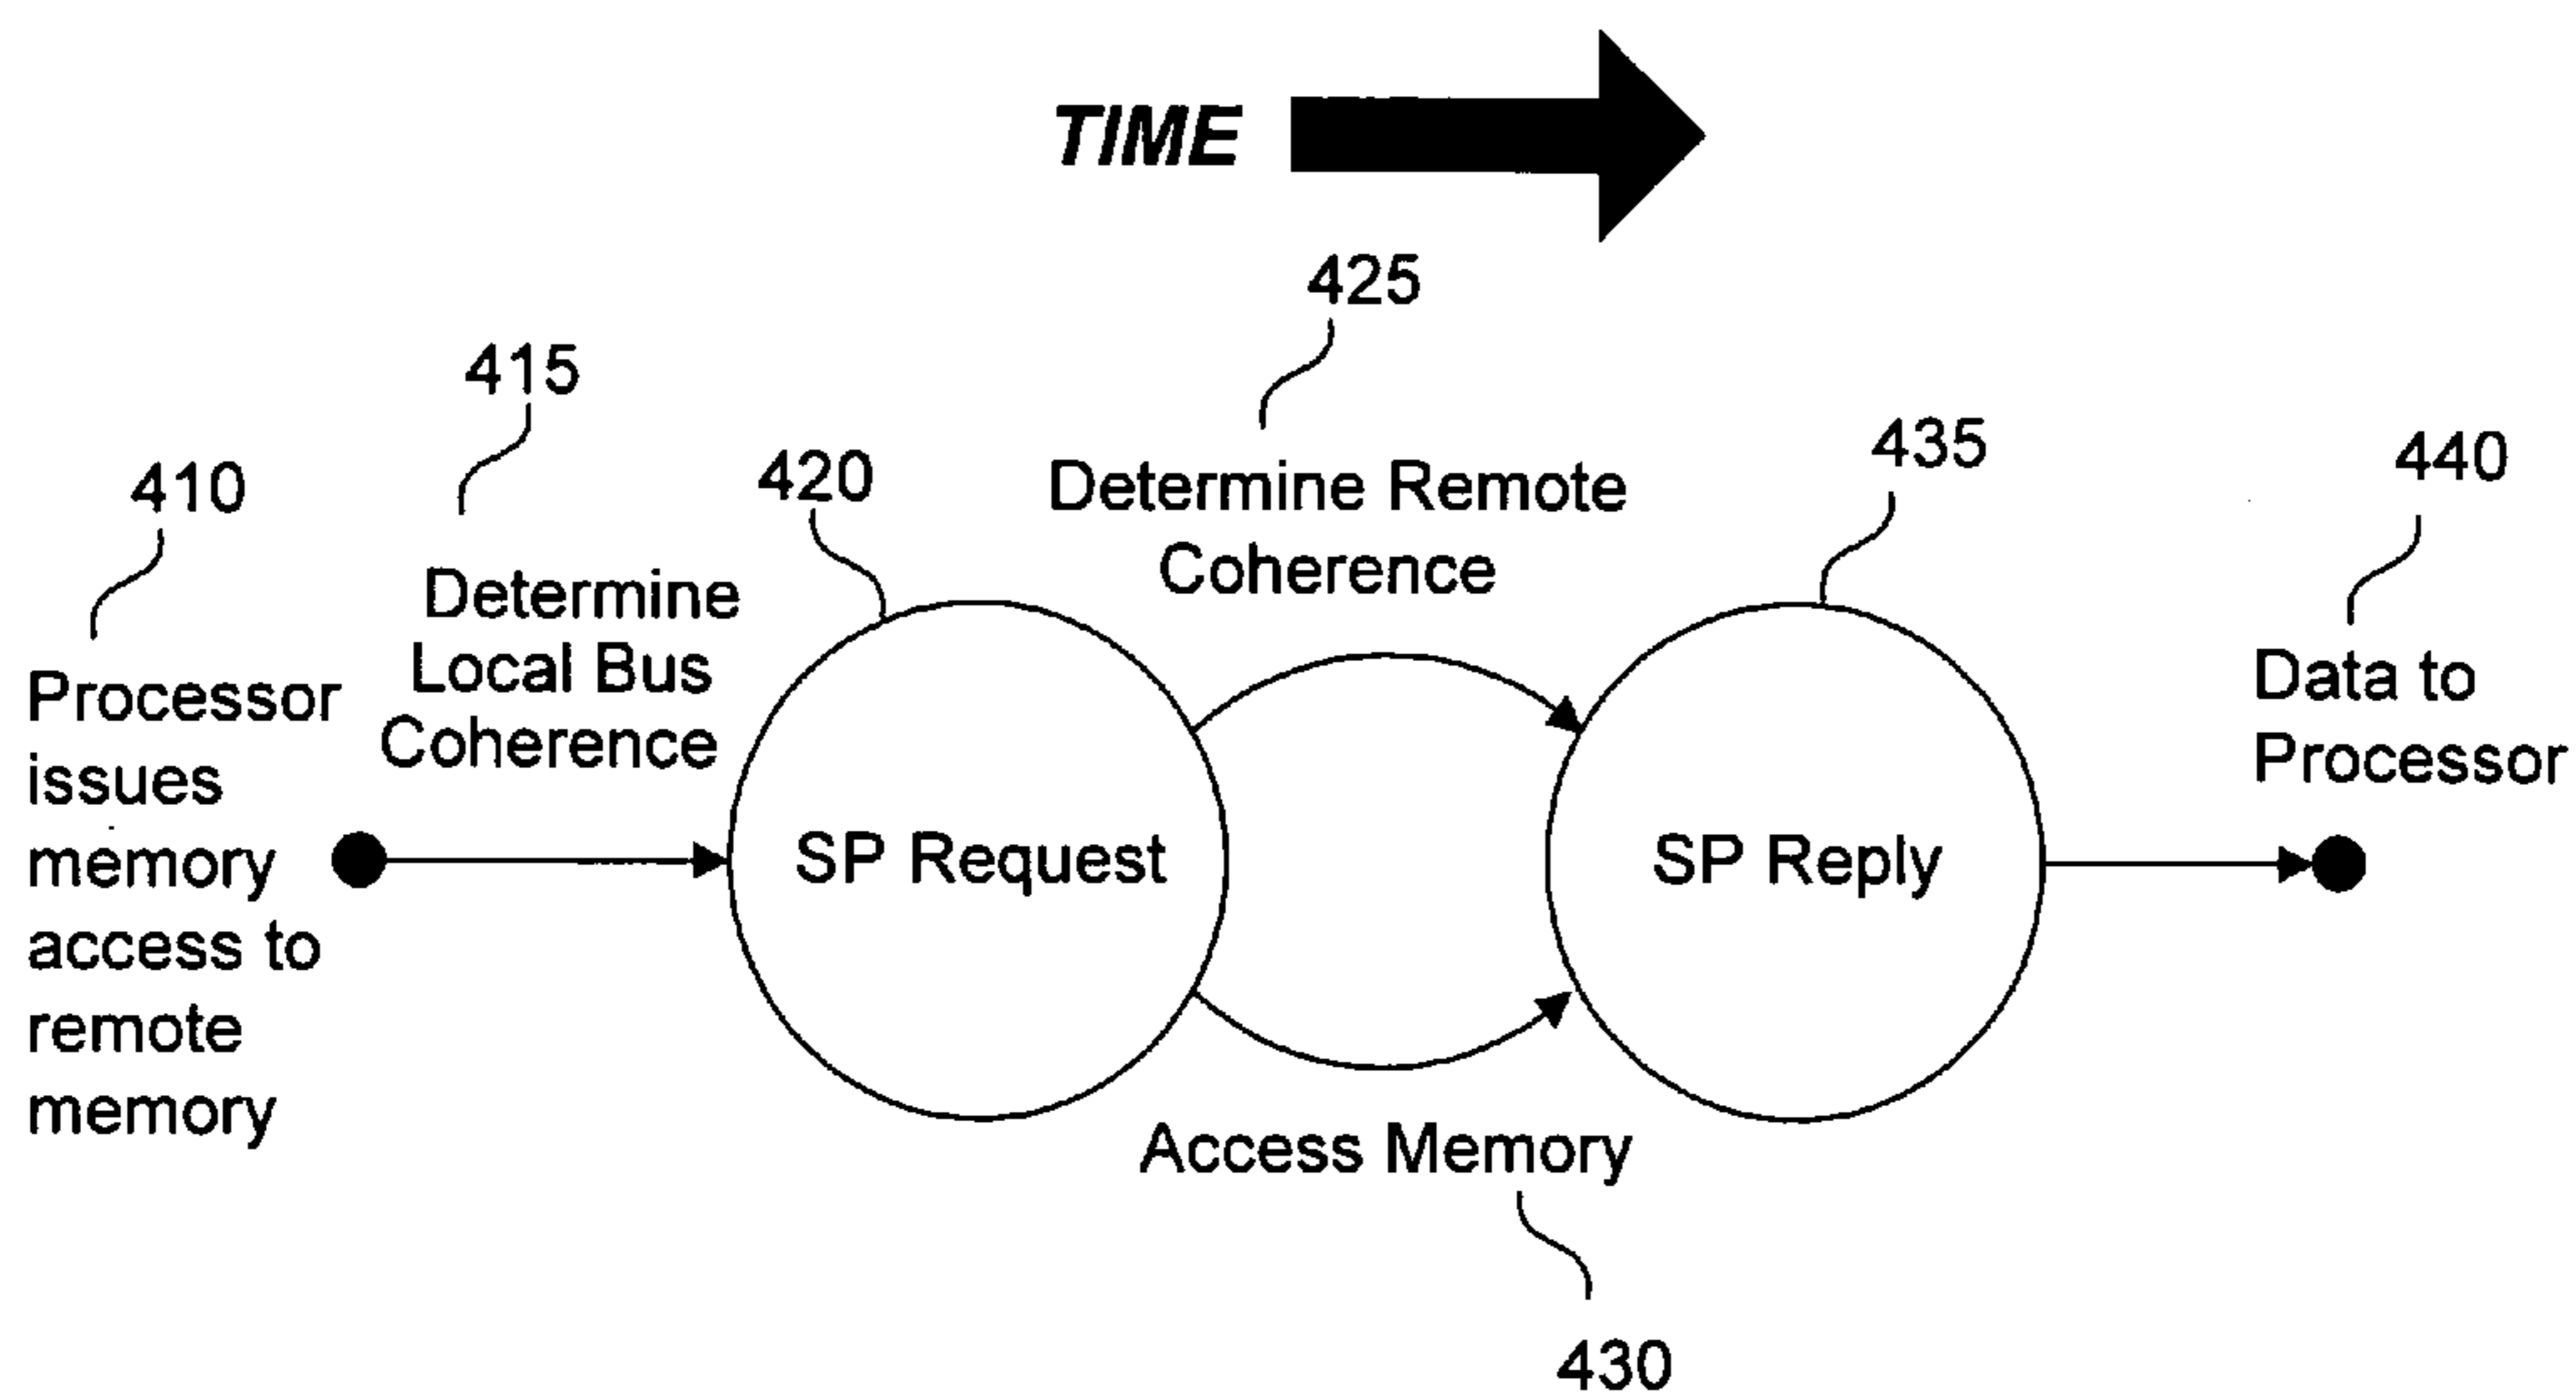 TIME
425
415
410
420
435
440
Determine Remote
Coherence
Determine
Local Bus
Coherence
Processor
issues
memory
access to
remote
memory
SP Request
SP Reply
Data to
Processor
Access Memory
430